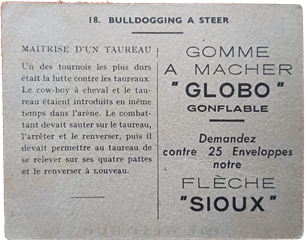 18. BULLDOGGING A STEER
MAITRISE D'UN TAUREAU
Un des tournois les plus durs
était la lutte contre les taureaux.
Le cow-boy à cheval et le tau-
reau étaient introduits en même
temps dans l'arène. Le combat-
tant devait sauter sur le taureau,
l'arrêter et le renverser, puis il
devait permettre au taureau de
se relever sur ses quatre pattes
et le renverser à nouveau.
GOMME
A MACHER
"GLOBO"
GONFLABLE
Demandez
contre 25 Enveloppes
notre
FLÈCHE
"SIOUX"